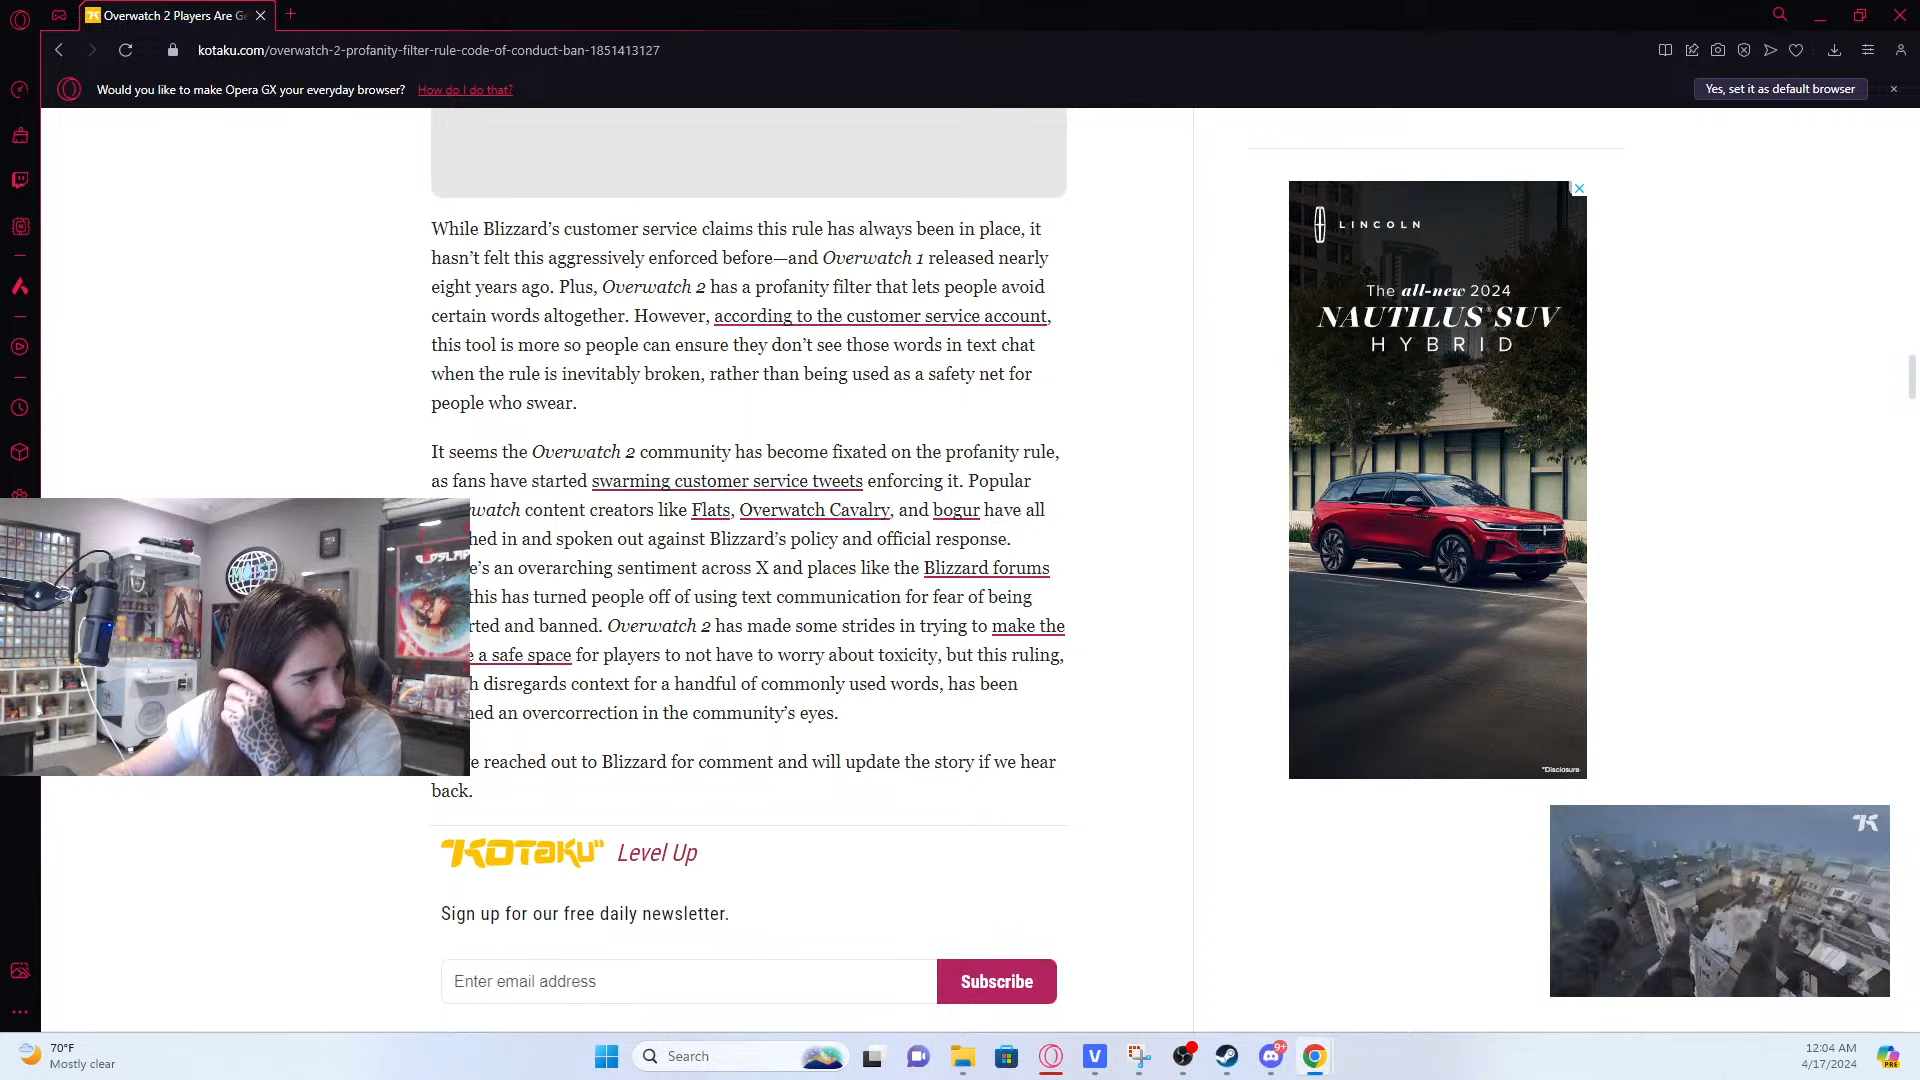 Overwatch 2 Players Are Ge
kotaku.com/overwatch-2-profanity-filter-rule-code-of-conduct-ban-1851413127
Would you like to make Opera GX your everyday browser? How do I do that?
Yes, set it as default browser
While Blizzard’s customer service claims this rule has always been in place, it
hasn’t felt this aggressively enforced before—and Overwatch 1 released nearly
eight years ago. Plus, Overwatch 2 has a profanity filter that lets people avoid
certain words altogether. However, according to the customer service account,
this tool is more so people can ensure they don’t see those words in text chat
when the rule is inevitably broken, rather than being used as a safety net for
people who swear.
It seems the Overwatch 2 community has become fixated on the profanity rule,
as fans have started swarming customer service tweets enforcing it. Popular
watch content creators like Flats, Overwatch Cavalry, and bogur have all
hed in and spoken out against Blizzard’s policy and official response.
e’s an overarching sentiment across X and places like the Blizzard forums
this has turned people off of using text communication for fear of being
rted and banned. Overwatch 2 has made some strides in trying to make the
e a safe space for players to not have to worry about toxicity, but this ruling,
h disregards context for a handful of commonly used words, has been
ned an overcorrection in the community’s eyes.
e reached out to Blizzard for comment and will update the story if we hear
back.
KOTAKU Level Up
Sign up for our free daily newsletter.
Enter email address
Subscribe
LINCOLN
The all-new 2024
NAUTILUS® SUV
HYBRID
*Disclosure
MOIST
70°F
Mostly clear
Search
V
9+
12:04 AM
4/17/2024
PRE